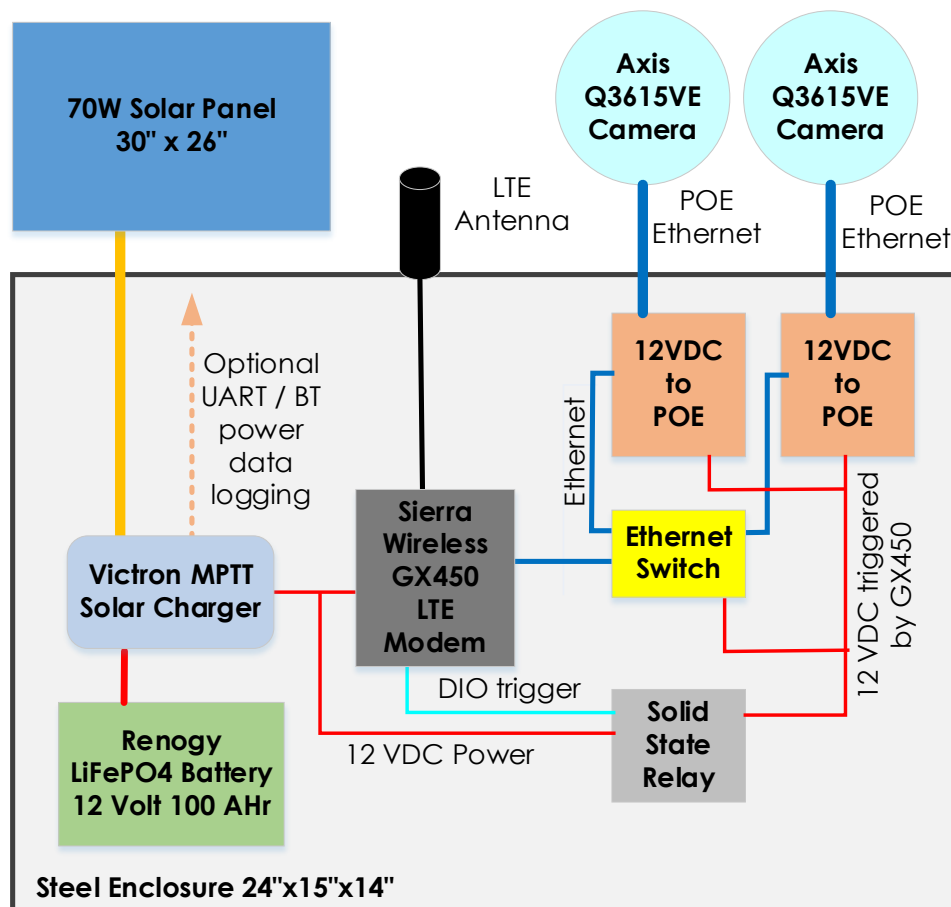 70W Solar Panel
30" x 26"
Axis
Q3615VE
Camera
Axis
Q3615VE
Camera
LTE
Antenna
POE
Ethernet
POE
Ethernet
Optional
UART / BT
power
data
logging
12VDC
to
POE
12VDC
to
POE
Ethernet
Sierra
Wireless
GX450
LTE
Modem
Ethernet
Switch
12 VDC triggered
by GX450
Victron MPTT
Solar Charger
DIO trigger
12 VDC Power
Solid
State
Relay
Renogy
LiFePO4 Battery
12 Volt 100 AHr
Steel Enclosure 24"x15"x14"